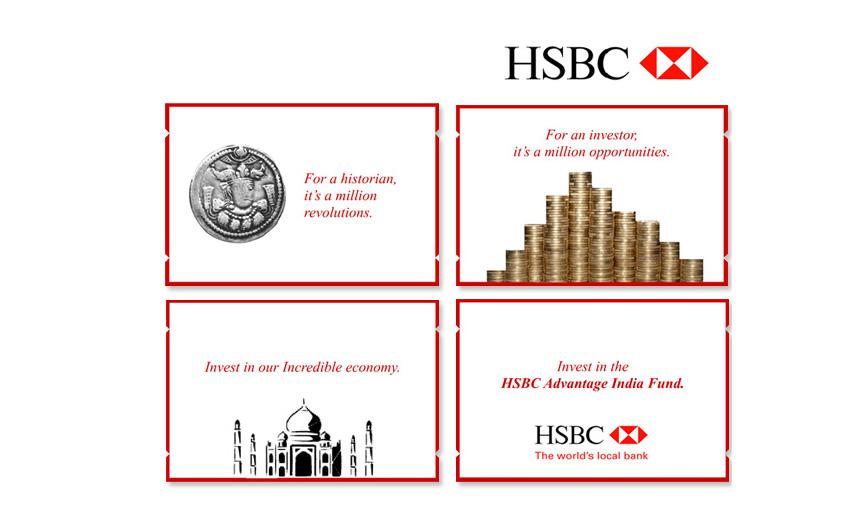 HSBC
For a historian,
it's a million
revolutions.
For an investor,
it's a million opportunities.
Invest in our Incredible economy.
Invest in the
HSBC Advantage India Fund.
HSBC
The world's local bank